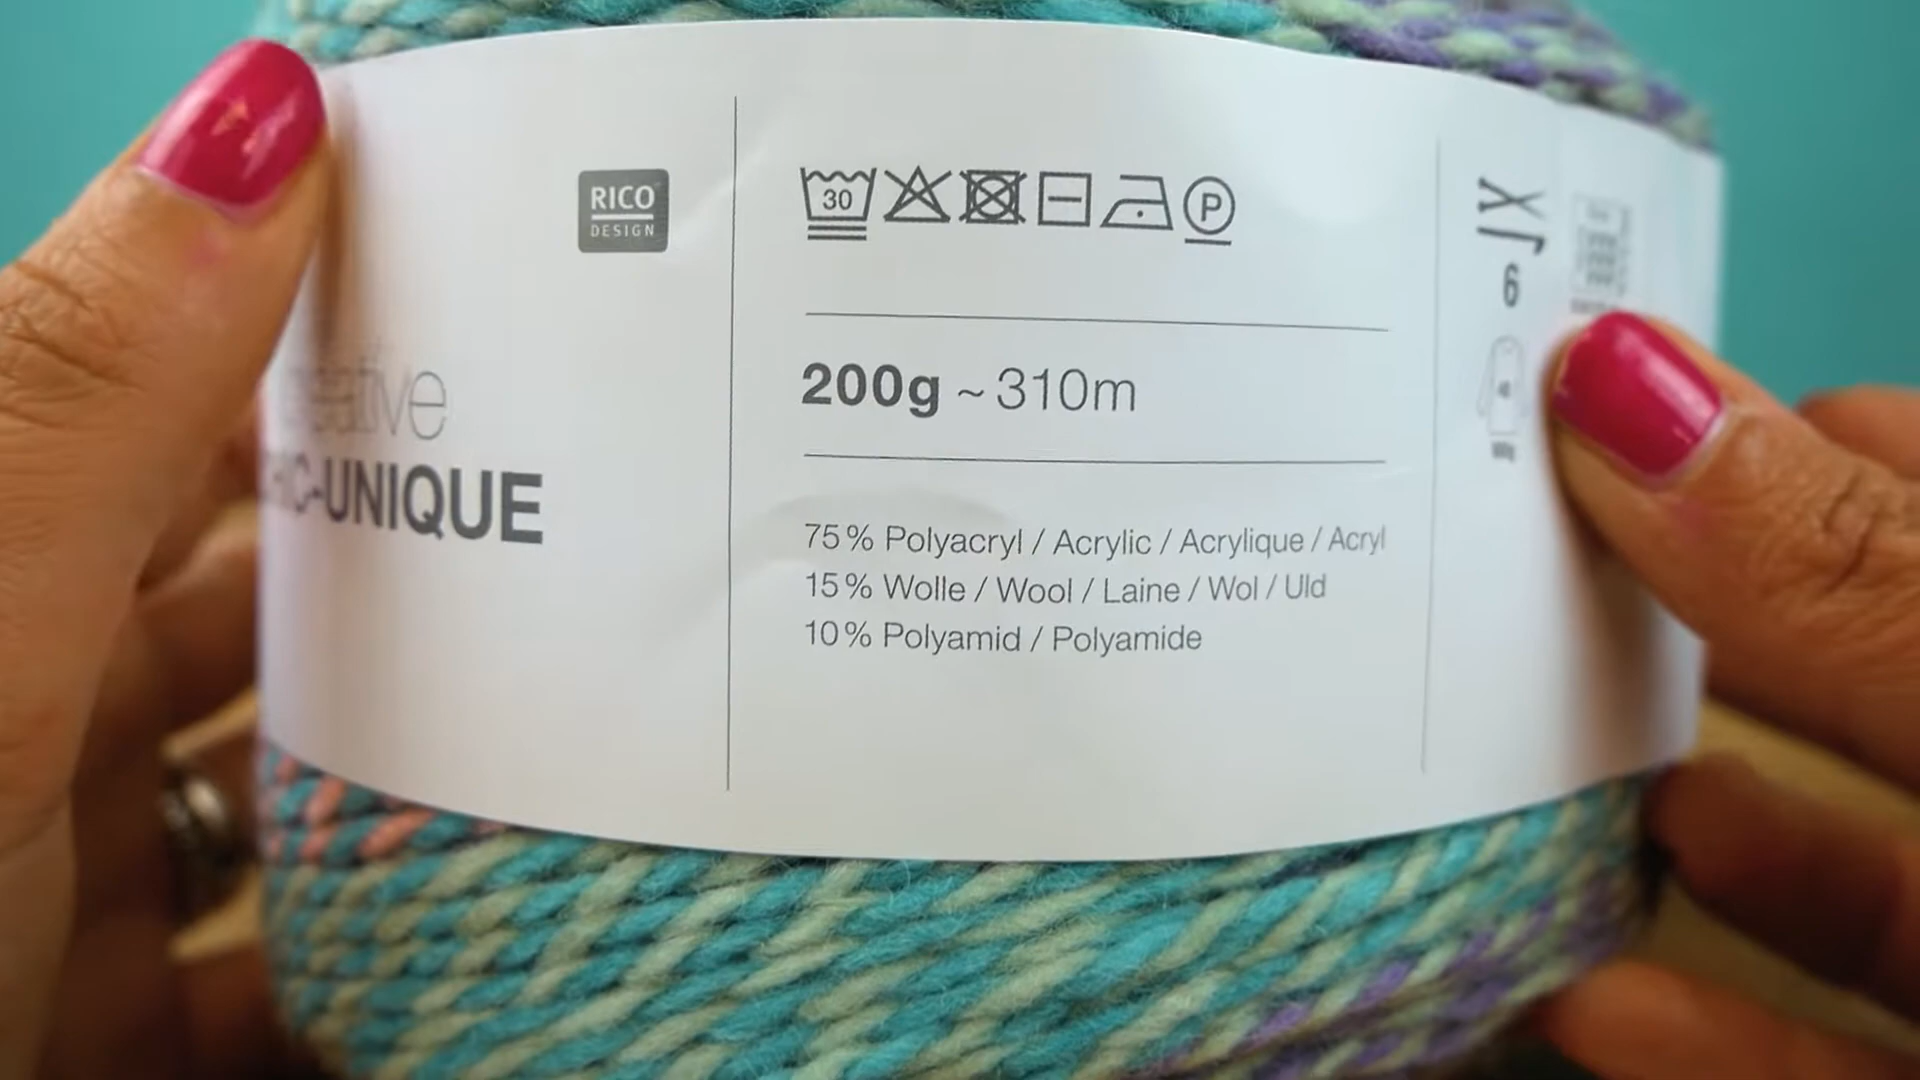 RICO
DESIGN
creative
-UNIQUE
30
P
200g ~ 310m
75 % Polyacryl / Acrylic / Acrylique / Acryl
15 % Wolle / Wool / Laine / Wol / Uld
10 % Polyamid / Polyamide
6